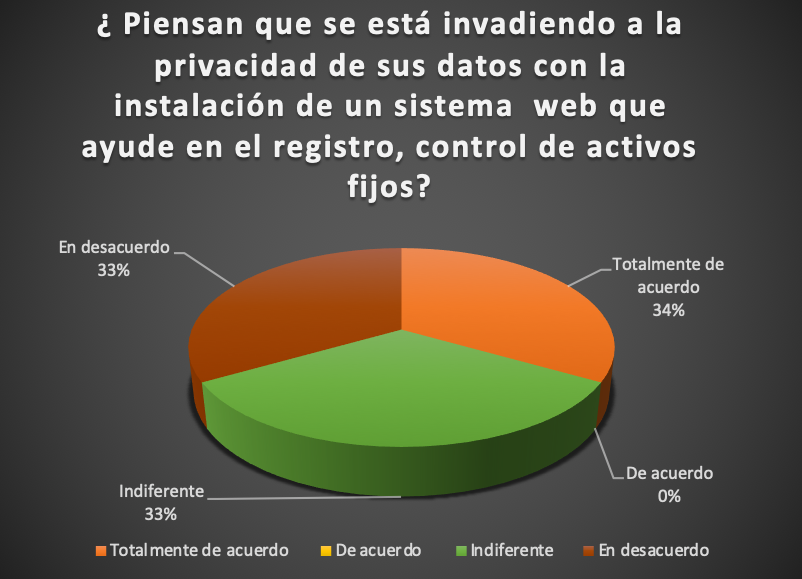 ¿ Piensan que se está invadiendo a la
privacidad de sus datos con la
instalación de un sistema  web que
ayude en el registro, control de activos
fijos?
En desacuerdo
33%
Totalmente de
acuerdo
34%
De acuerdo
0%
Indiferente
33%
Totalmente de acuerdo
De acuerdo
Indiferente
En desacuerdo